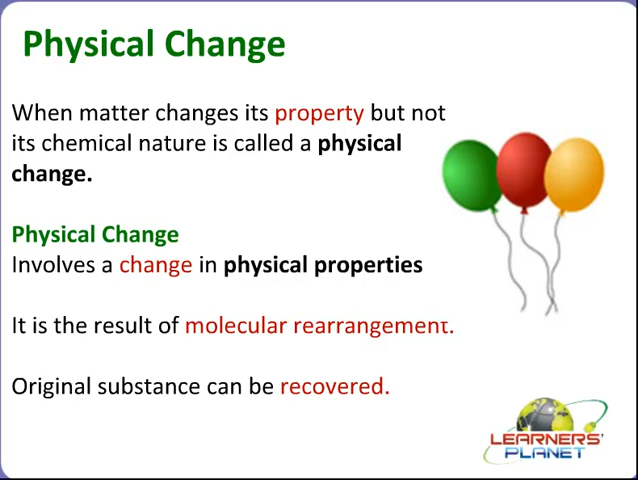 Physical Change
When matter changes its property but not
its chemical nature is called a physical
change.
Physical Change
Involves a change in physical properties
It is the result of molecular rearrangement.
Original substance can be recovered.
LEARNERS'
PLANET